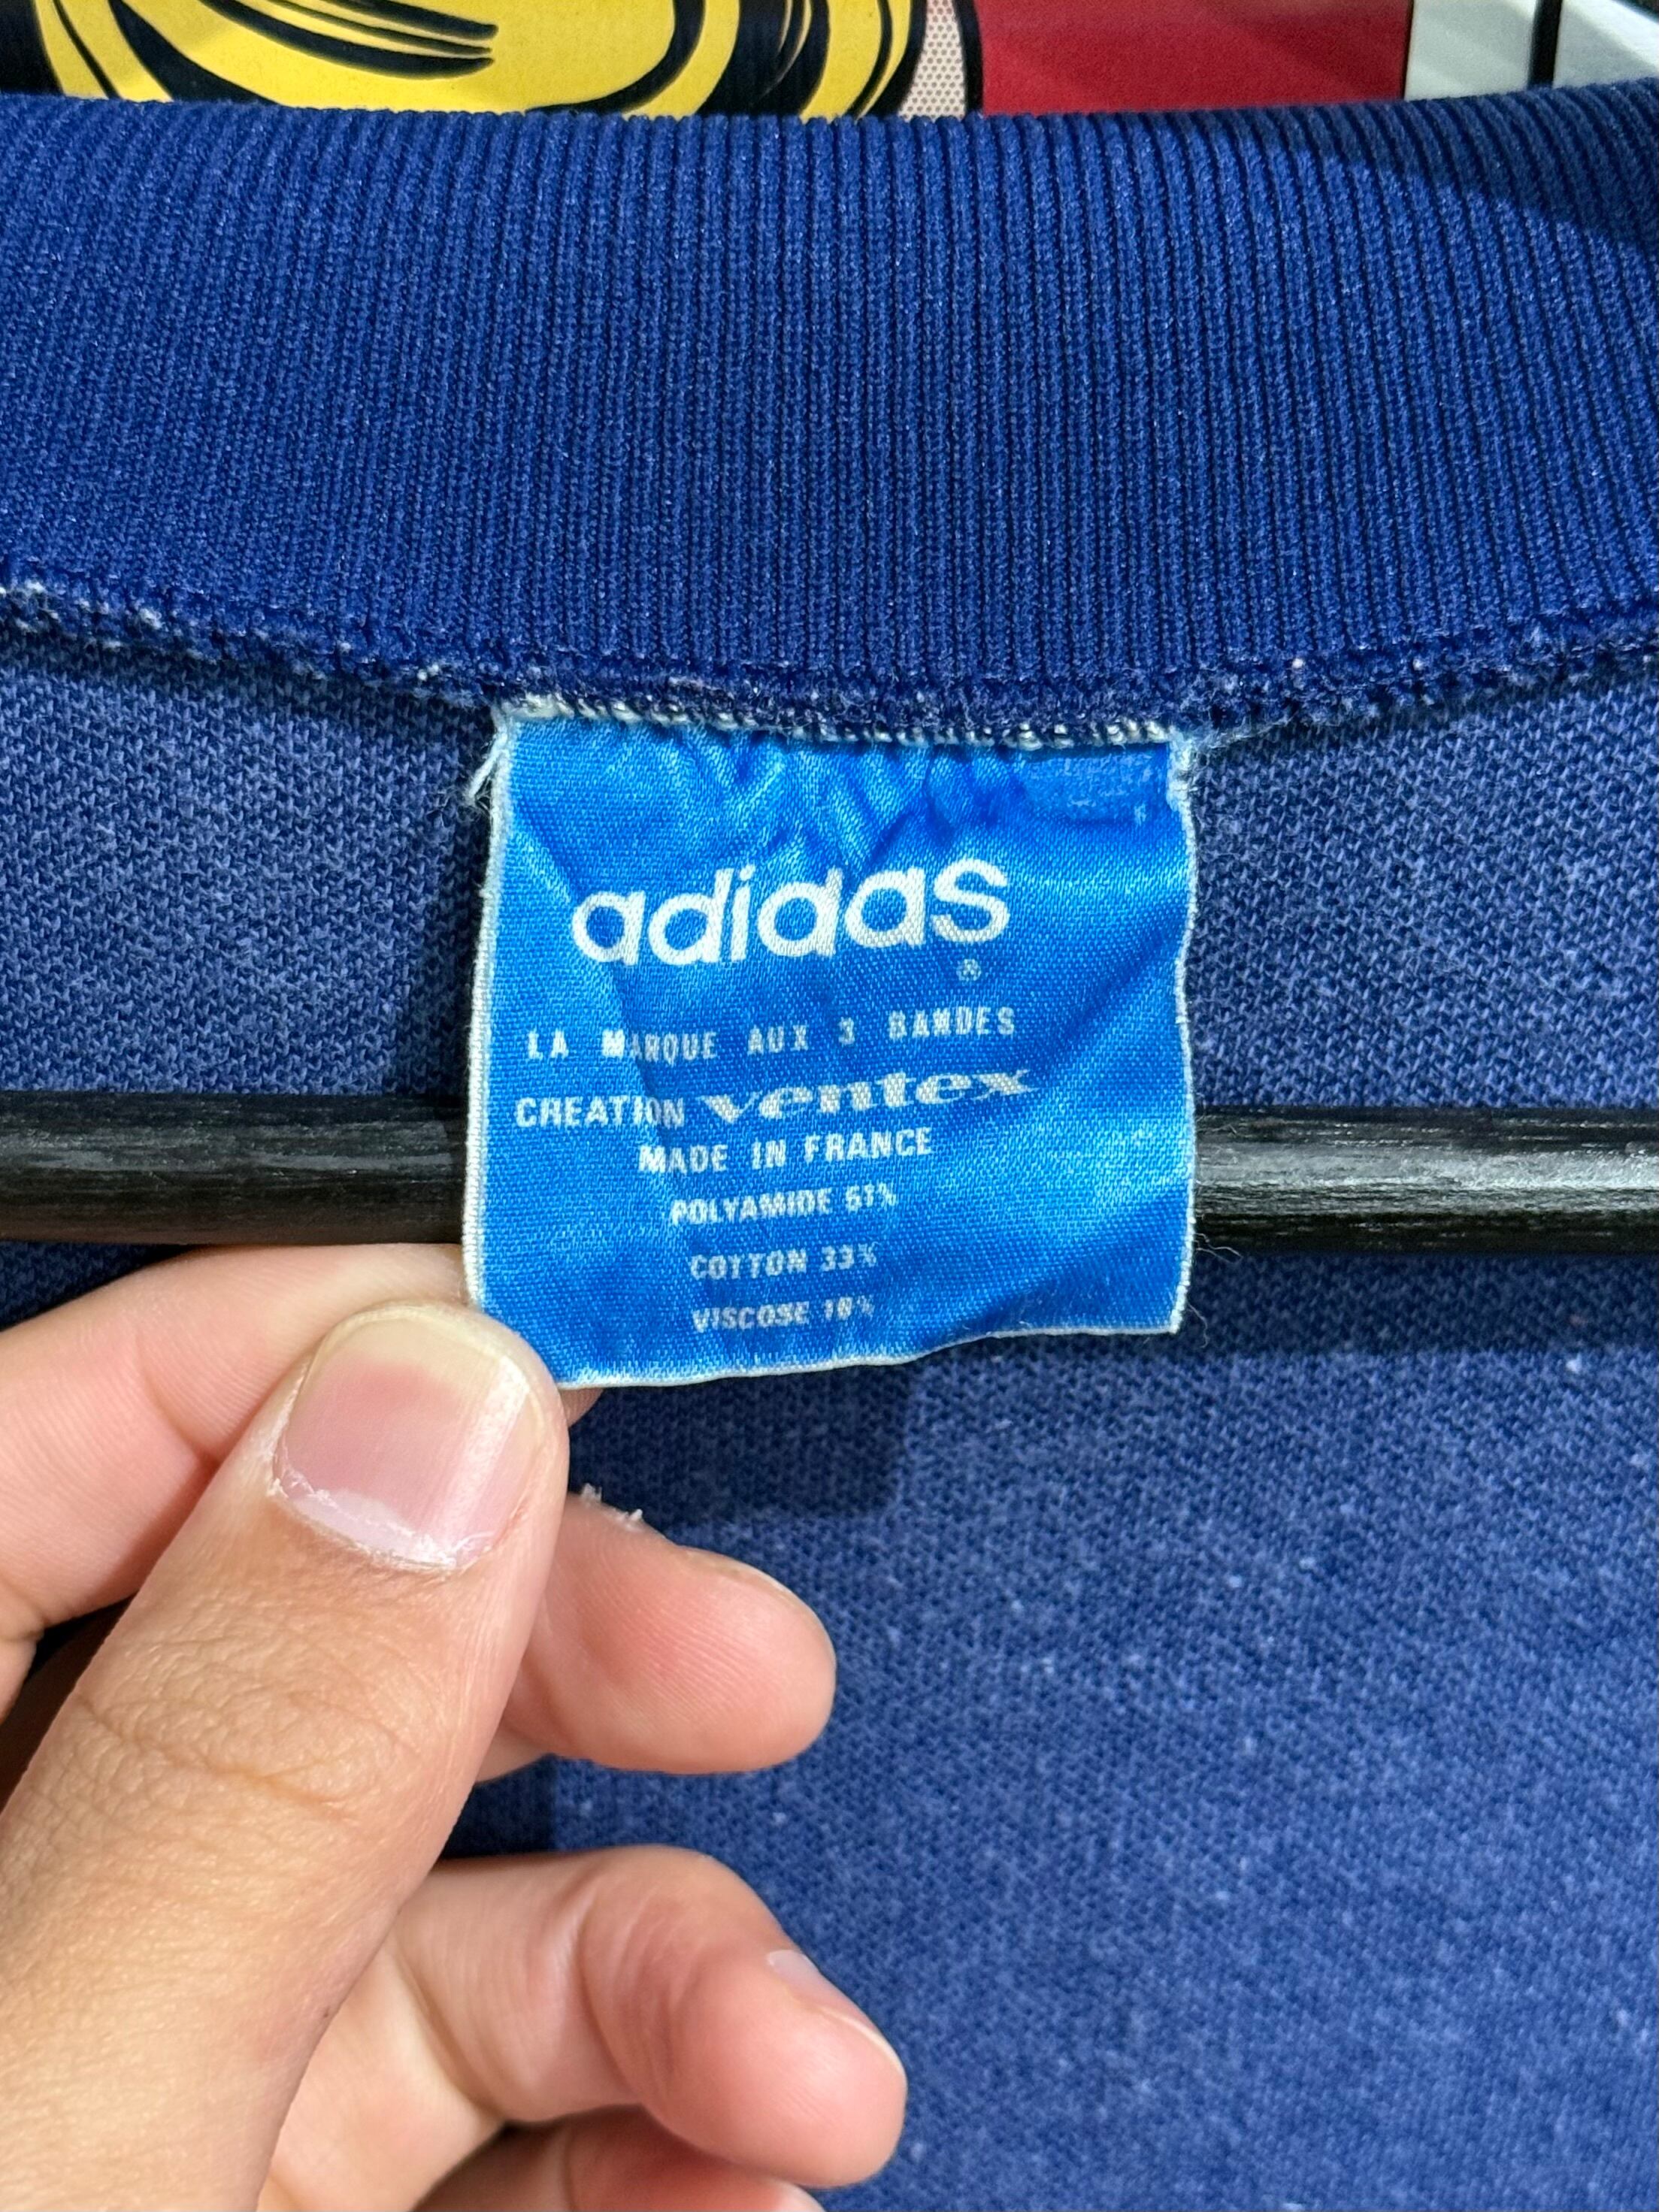 adidas
®
LA MARQUE AUX 3 BANDES
CREATION ventex
MADE IN FRANCE
POLYAMIDE 51%
COTTON 33%
VISCOSE 16%